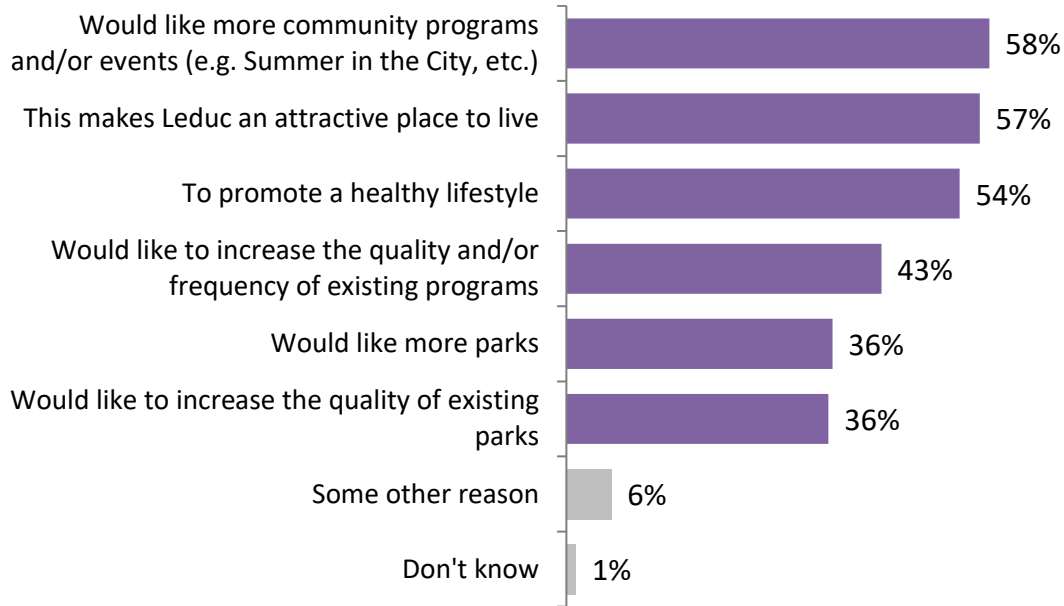 Would like more community programs
and/or events (e.g. Summer in the City, etc.)
58%
This makes Leduc an attractive place to live
57%
To promote a healthy lifestyle
54%
Would like to increase the quality and/or
frequency of existing programs
43%
Would like more parks
36%
Would like to increase the quality of existing
parks
36%
Some other reason
6%
Don't know
1%